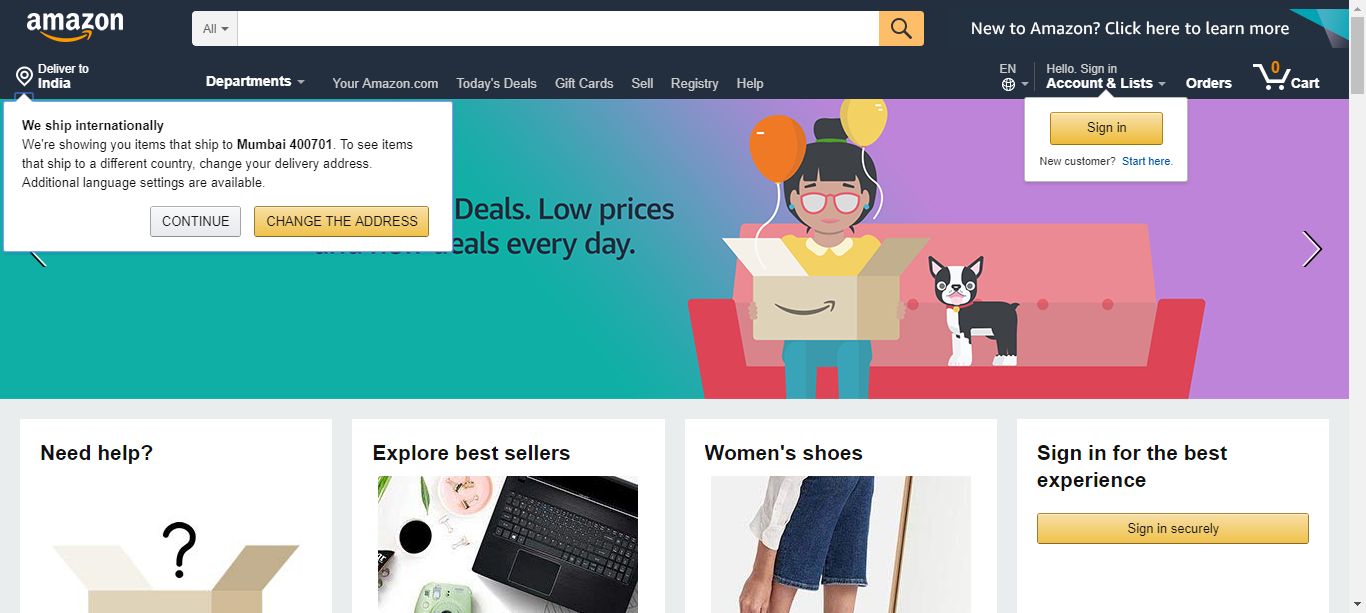 amazon
All
New to Amazon? Click here to learn more
Deliver to
India
Departments
Your Amazon.com
Today's Deals
Gift Cards
Sell
Registry
Help
EN
Hello. Sign in
Account & Lists
Orders
0
Cart
We ship internationally
We're showing you items that ship to Mumbai 400701. To see items
that ship to a different country, change your delivery address.
Additional language settings are available.
CONTINUE
CHANGE THE ADDRESS
Sign in
New customer? Start here.
Deals. Low prices
deals every day.
Need help?
?
Explore best sellers
Women's shoes
Sign in for the best
experience
Sign in securely